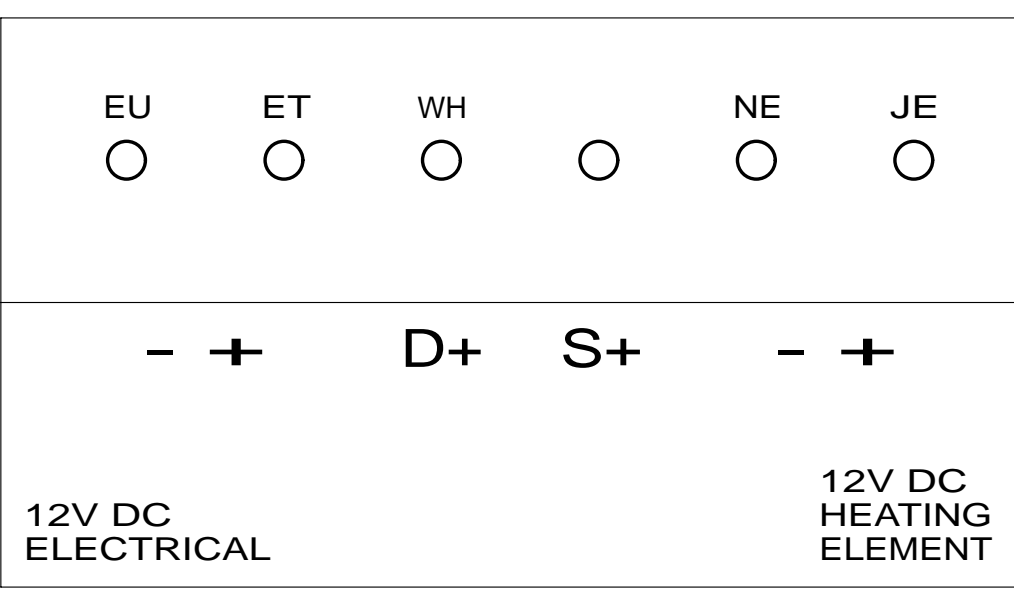 EU ET WH NE JE
- + D+ S+ - +
12V DC
ELECTRICAL
12V DC
HEATING
ELEMENT